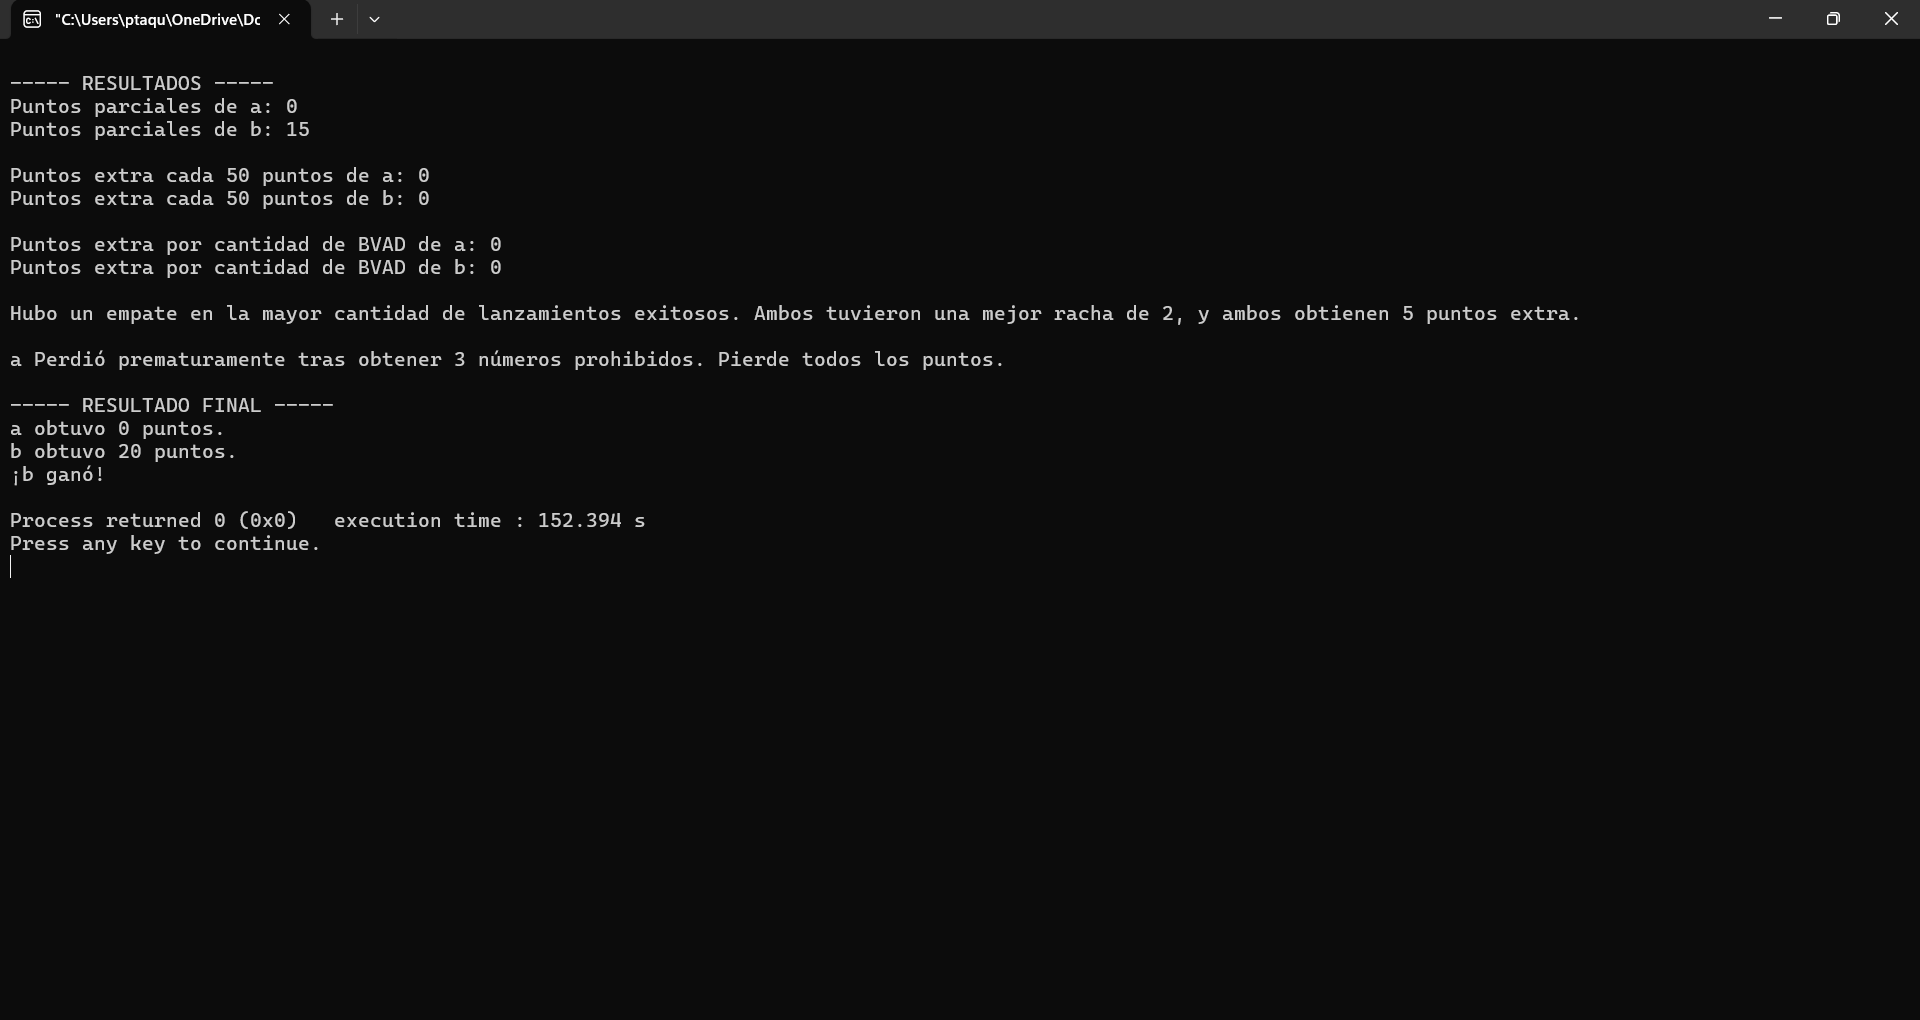 "C:\Users\ptaqu\OneDrive\Dc
----- RESULTADOS -----
Puntos parciales de a: 0
Puntos parciales de b: 15
Puntos extra cada 50 puntos de a: 0
Puntos extra cada 50 puntos de b: 0
Puntos extra por cantidad de BVAD de a: 0
Puntos extra por cantidad de BVAD de b: 0
Hubo un empate en la mayor cantidad de lanzamientos exitosos. Ambos tuvieron una mejor racha de 2, y ambos obtienen 5 puntos extra.
a Perdió prematuramente tras obtener 3 números prohibidos. Pierde todos los puntos.
----- RESULTADO FINAL -----
a obtuvo 0 puntos.
b obtuvo 20 puntos.
¡b ganó!
Process returned 0 (0x0)   execution time : 152.394 s
Press any key to continue.